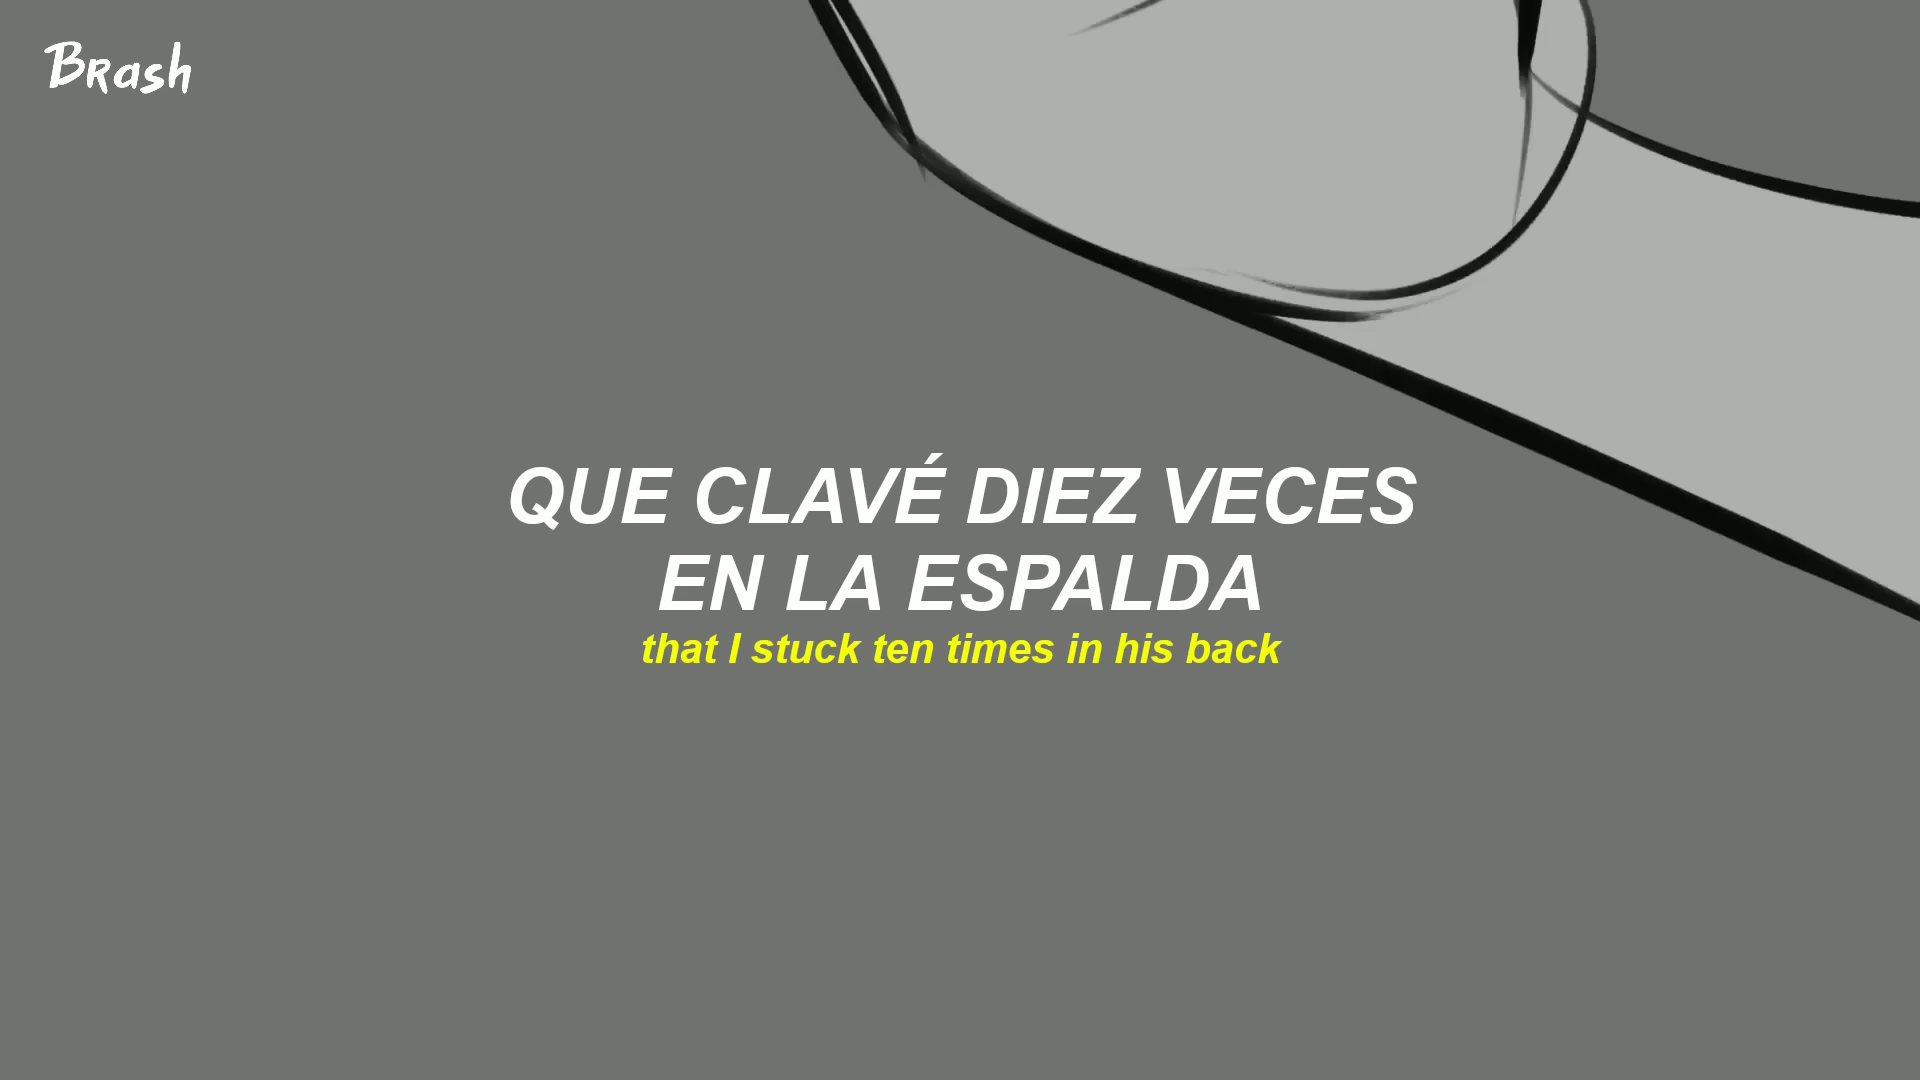 Brash
QUE CLAVÉ DIEZ VECES
EN LA ESPALDA
that I stuck ten times in his back